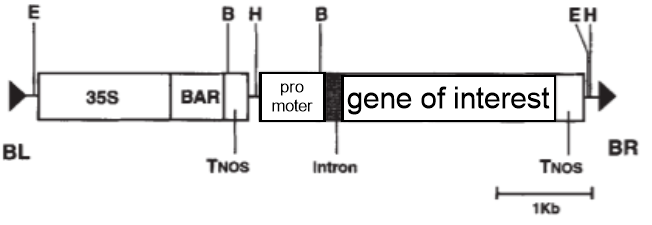 E B H B E H
35S BAR pro
moter gene of interest
BL TNOS Intron TNOS BR
1Kb